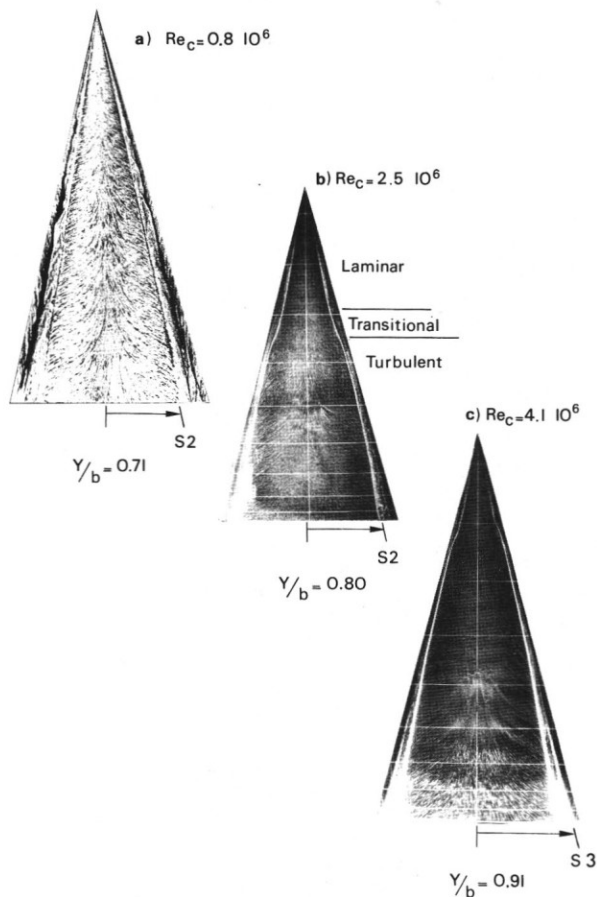 a) Re_c = 0.8 10^6
S2
Y/b = 0.71
b) Re_c = 2.5 10^6
Laminar
Transitional
Turbulent
S2
Y/b = 0.80
c) Re_c = 4.1 10^6
S3
Y/b = 0.91